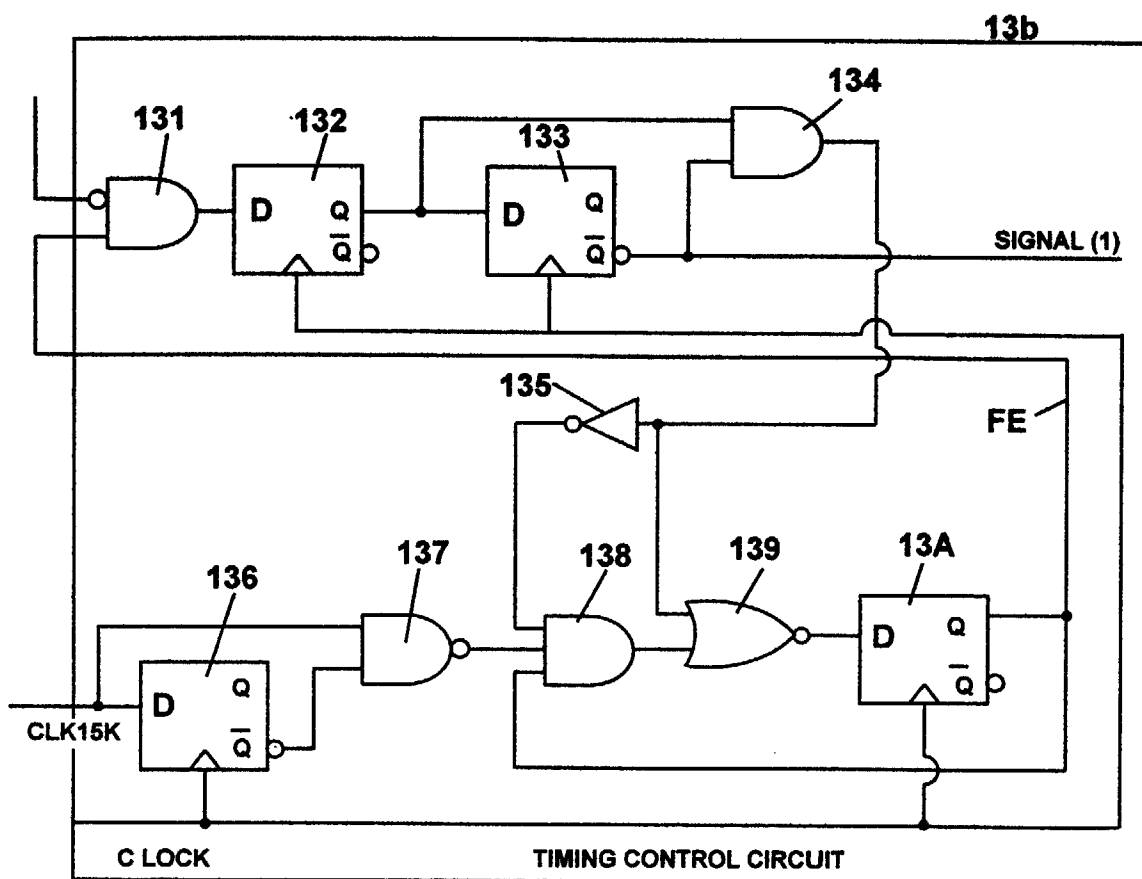 13b
134
131
132
133
D Q
Q
D Q
Q
SIGNAL (1)
135
FE
137
138
139
13A
136
D Q
Q
D Q
Q
CLK15K
C LOCK
TIMING CONTROL CIRCUIT